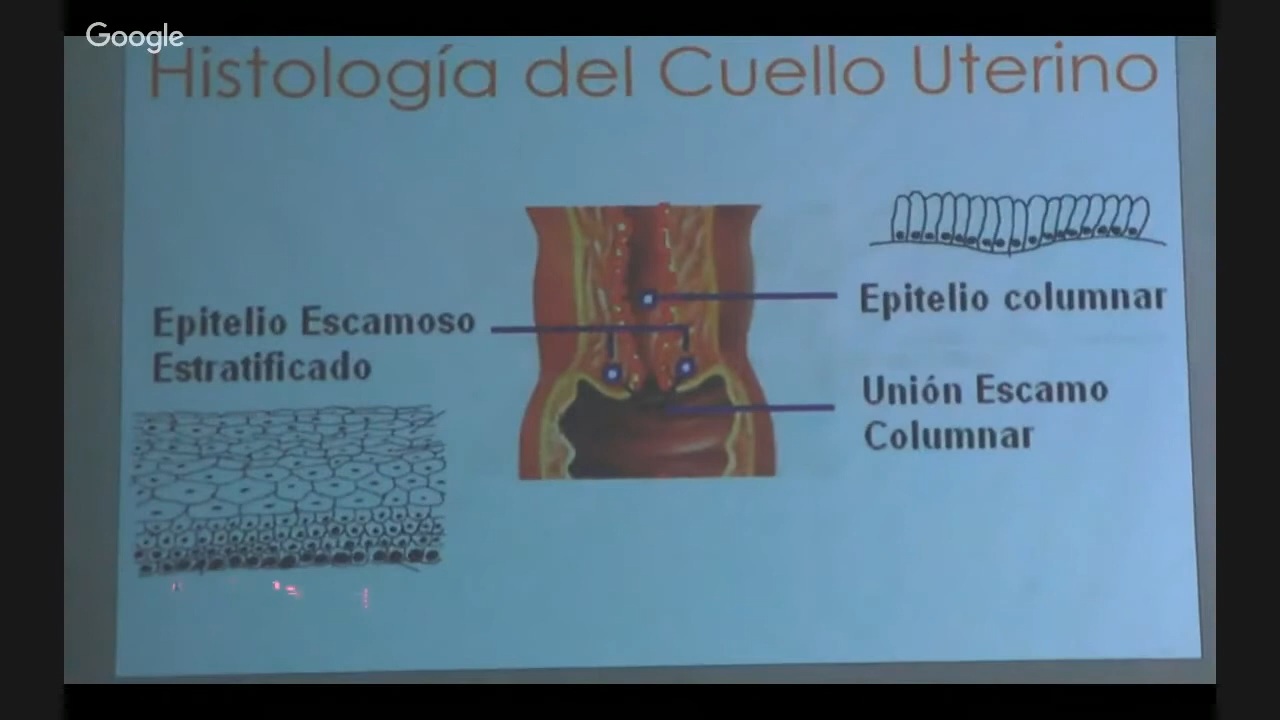 Google
Histología del Cuello Uterino
Epitelio Escamoso
Estratificado
Epitelio columnar
Unión Escamo
Columnar